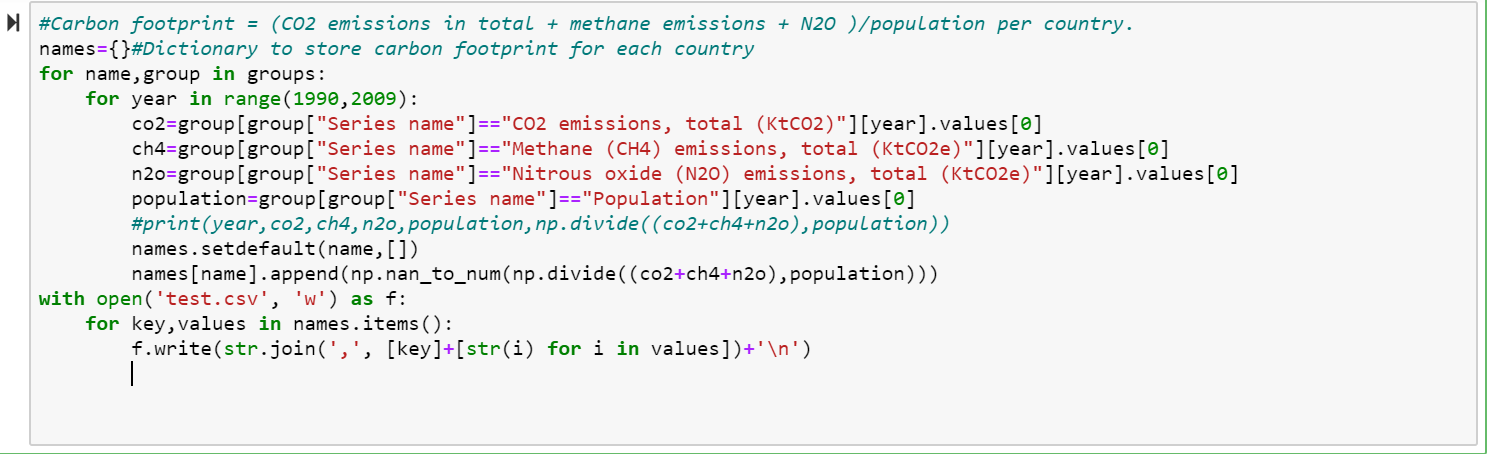 #Carbon footprint = (CO2 emissions in total + methane emissions + N2O )/population per country.
names={}#Dictionary to store carbon footprint for each country
for name,group in groups:
    for year in range(1990,2009):
        co2=group[group["Series name"]=="CO2 emissions, total (KtCO2)"][year].values[0]
        ch4=group[group["Series name"]=="Methane (CH4) emissions, total (KtCO2e)"][year].values[0]
        n2o=group[group["Series name"]=="Nitrous oxide (N2O) emissions, total (KtCO2e)"][year].values[0]
        population=group[group["Series name"]=="Population"][year].values[0]
        #print(year,co2,ch4,n2o,population,np.divide((co2+ch4+n2o),population))
        names.setdefault(name,[])
        names[name].append(np.nan_to_num(np.divide((co2+ch4+n2o),population)))
with open('test.csv', 'w') as f:
    for key,values in names.items():
        f.write(str.join(',', [key]+[str(i) for i in values])+'\n')